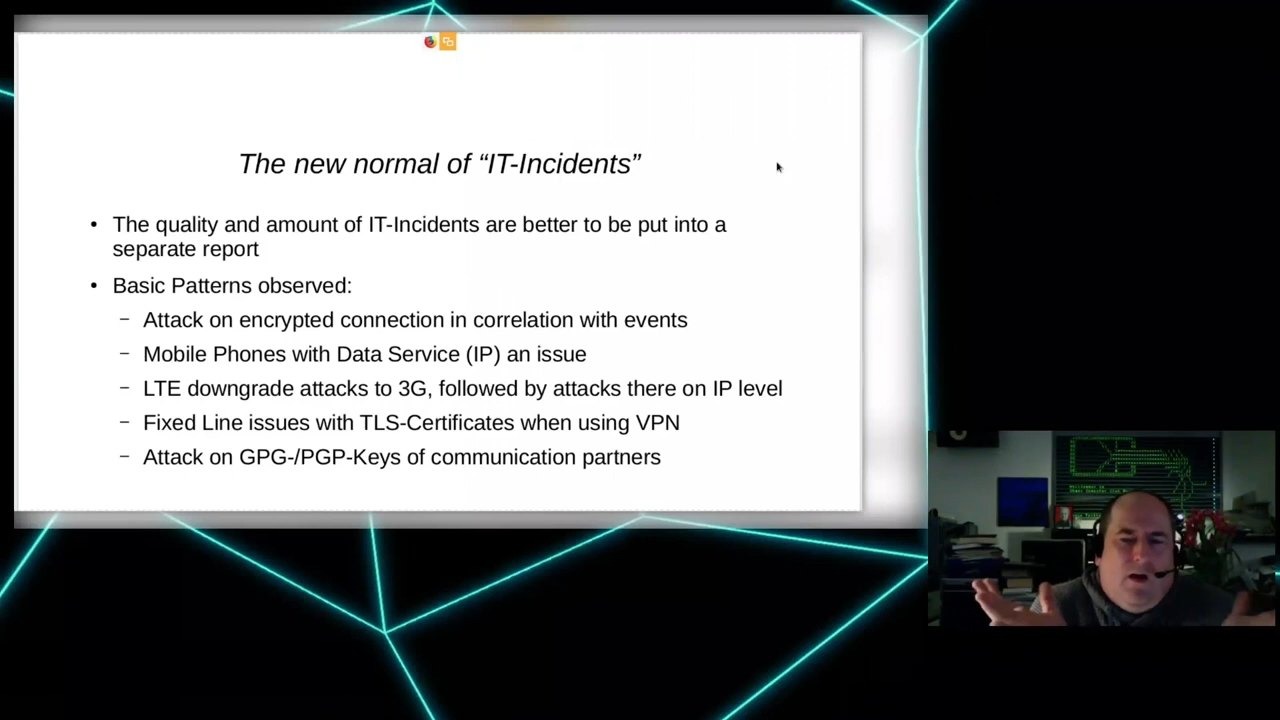 The new normal of “IT-Incidents”
• The quality and amount of IT-Incidents are better to be put into a
separate report
• Basic Patterns observed:
– Attack on encrypted connection in correlation with events
– Mobile Phones with Data Service (IP) an issue
– LTE downgrade attacks to 3G, followed by attacks there on IP level
– Fixed Line issues with TLS-Certificates when using VPN
– Attack on GPG-/PGP-Keys of communication partners